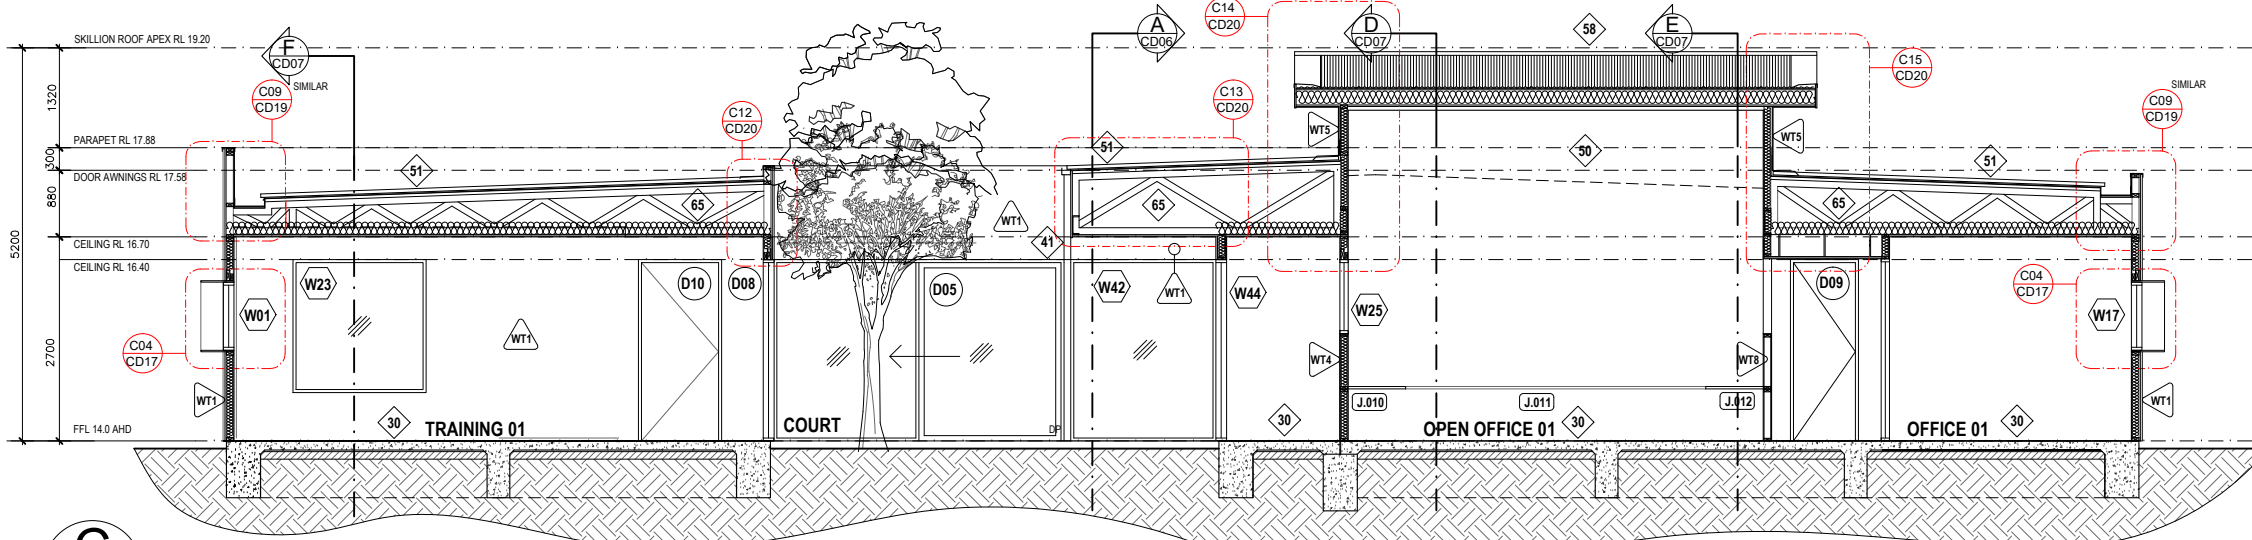 C14
CD20
A
CD06
D
CD07
58
E
CD07
SKILLION ROOF APEX RL 19.20
F
CD07
C15
CD20
C09
CD19
SIMILAR
C13
CD20
SIMILAR
C09
CD19
1320
C12
CD20
WT5
WT5
PARAPET RL 17.88
300
51
51
50
51
DOOR AWNINGS RL 17.58
880
65
65
65
WT1
5200
CEILING RL 16.70
41
CEILING RL 16.40
W23
D10
D08
D05
W42
WT1
W44
W25
D09
C04
CD17
W01
W17
WT1
2700
C04
CD17
WT4
WT8
WT1
J.010
J.011
J.012
WT1
FFL 14.0 AHD
30
TRAINING 01
COURT
DP
30
OPEN OFFICE 01
30
OFFICE 01
30